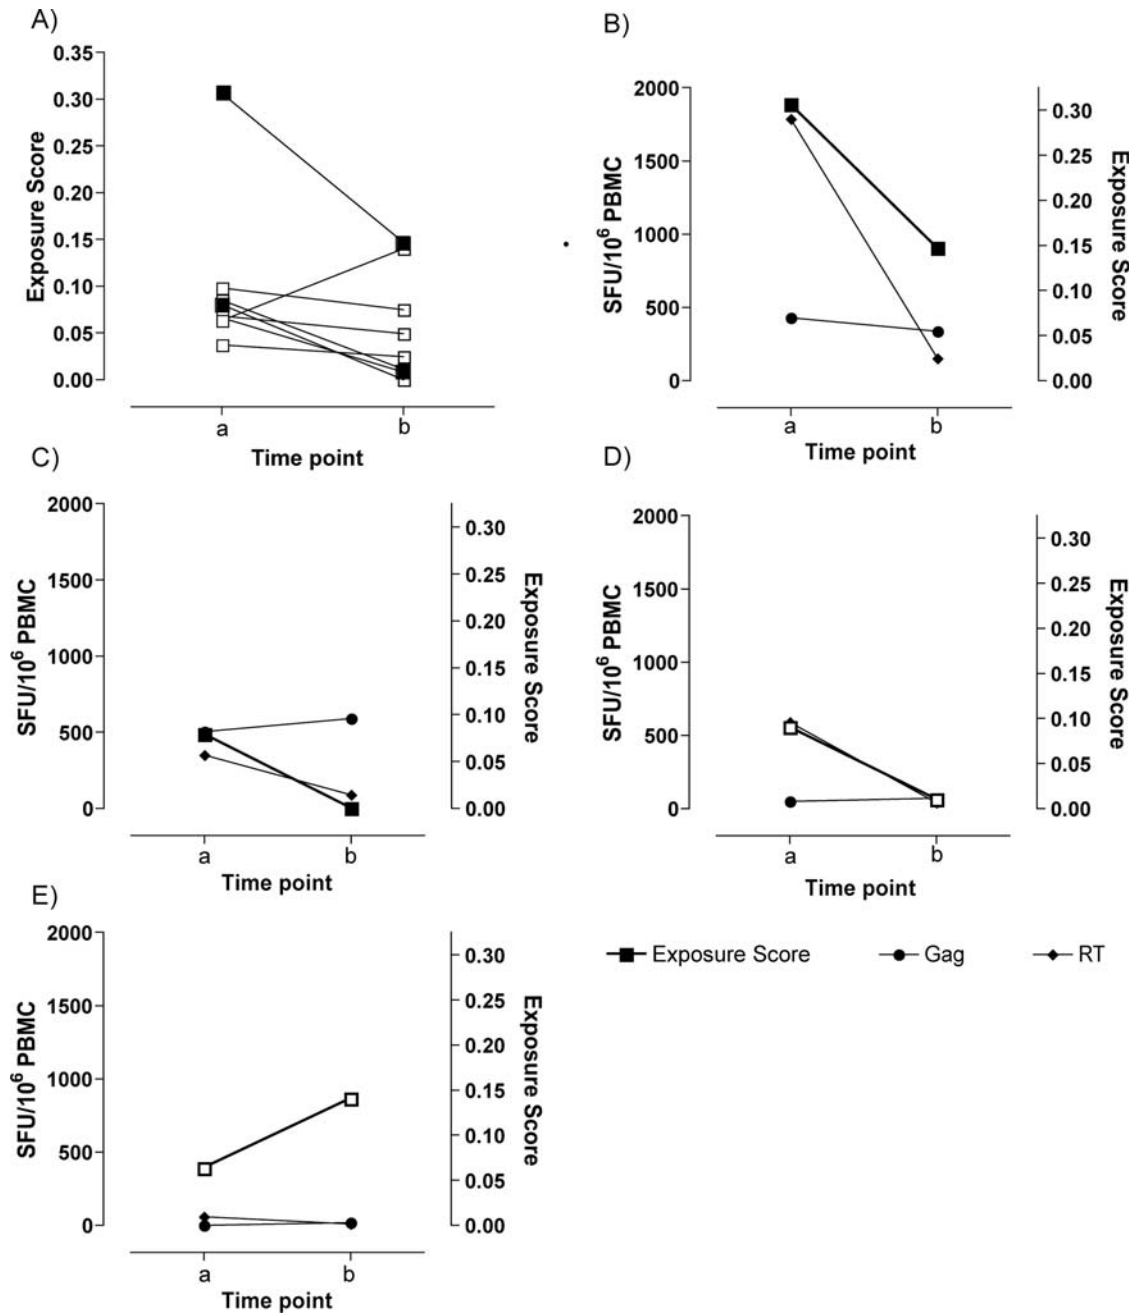 A)
0.35
0.30
0.25
0.20
0.15
0.10
0.05
0.00
Exposure Score
a b
Time point
B)
2000
1500
1000
500
0
SFU/10⁶ PBMC
0.30
0.25
0.20
0.15
0.10
0.05
0.00
Exposure Score
a b
Time point
C)
2000
1500
1000
500
0
SFU/10⁶ PBMC
0.30
0.25
0.20
0.15
0.10
0.05
0.00
Exposure Score
a b
Time point
D)
2000
1500
1000
500
0
SFU/10⁶ PBMC
0.30
0.25
0.20
0.15
0.10
0.05
0.00
Exposure Score
a b
Time point
E)
2000
1500
1000
500
0
SFU/10⁶ PBMC
0.30
0.25
0.20
0.15
0.10
0.05
0.00
Exposure Score
a b
Time point
Exposure Score Gag RT